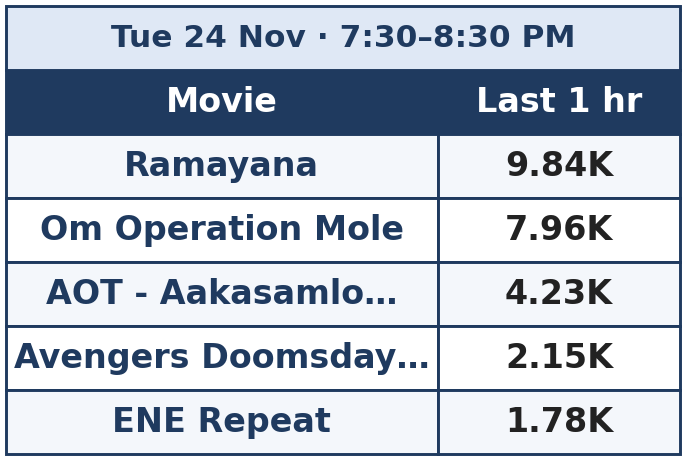 Tue 24 Nov · 7:30–8:30 PM
Movie Last 1 hr
Ramayana 9.84K
Om Operation Mole 7.96K
AOT - Aakasamlo... 4.23K
Avengers Doomsday... 2.15K
ENE Repeat 1.78K